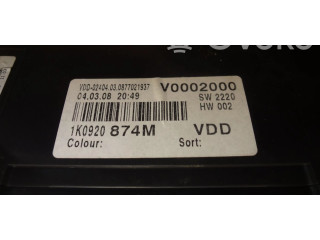 VDD-02404.03.0877021937 V0002000
04.03.08 20:49 SW 2220
HW 002
1K0920 874M VDD
Colour: Sort: